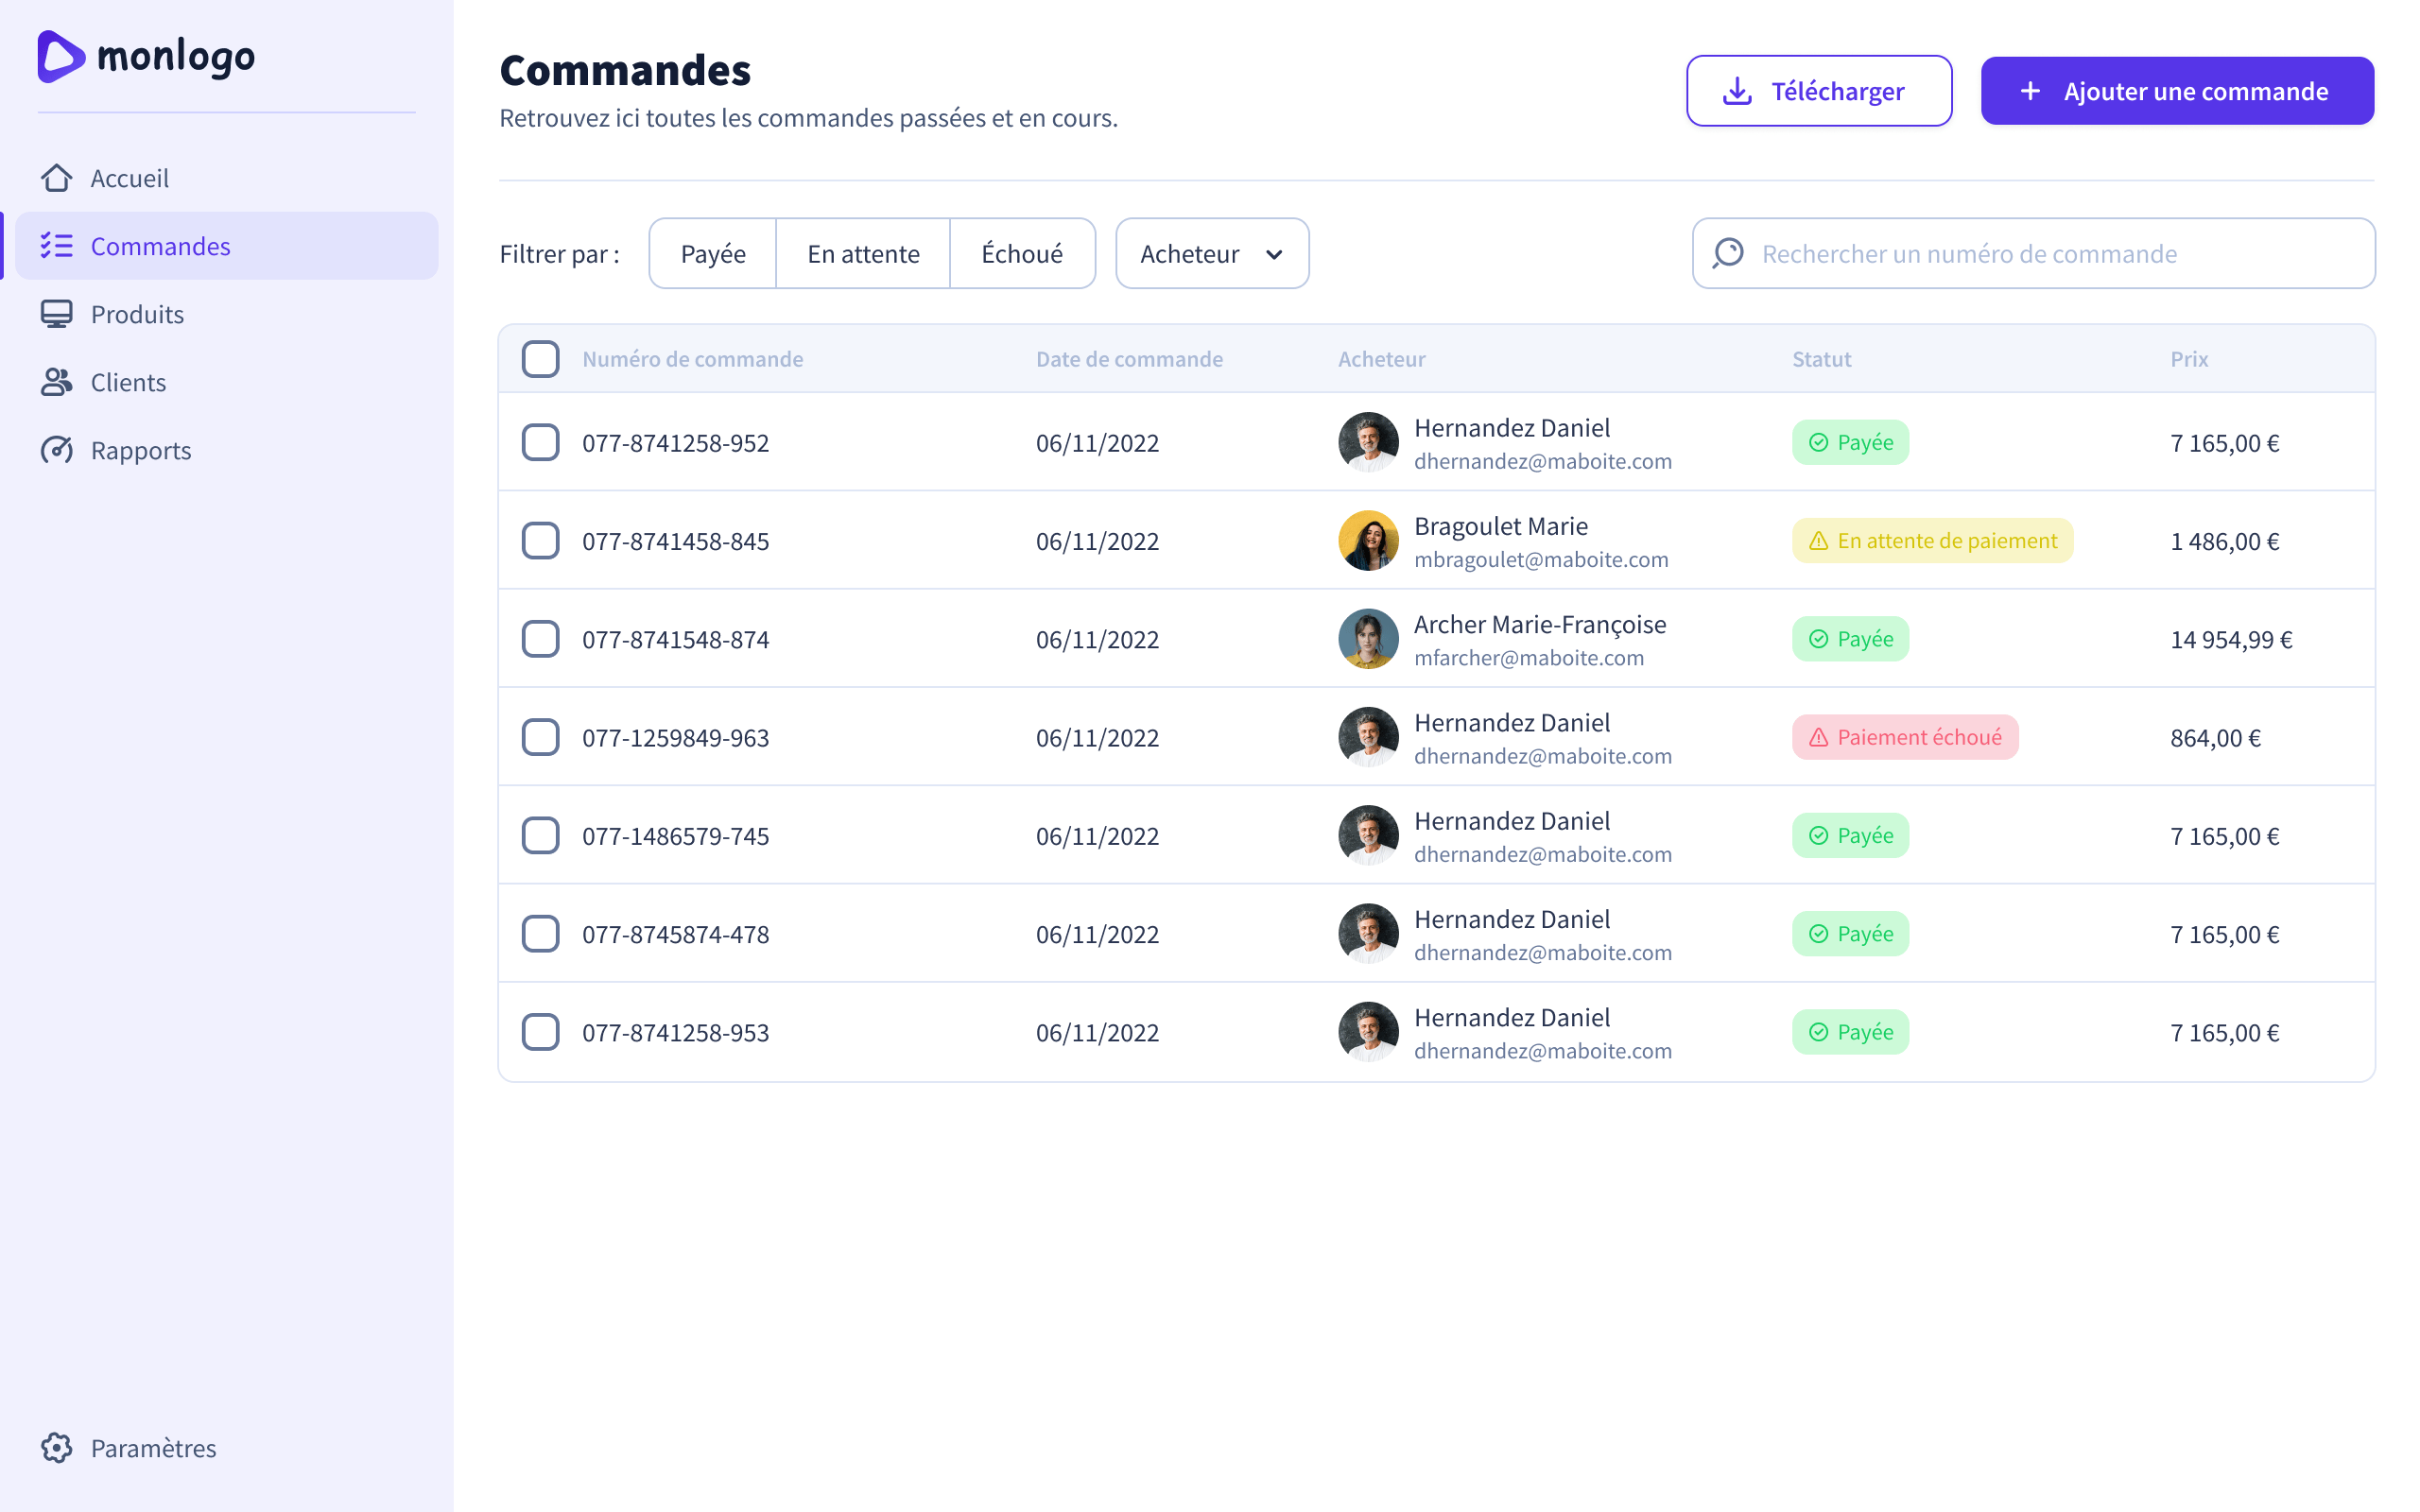 monlogo
Accueil
Commandes
Produits
Clients
Rapports
Paramètres
Commandes
Retrouvez ici toutes les commandes passées et en cours.
Télécharger
+ Ajouter une commande
Filtrer par : Payée En attente Échoué Acheteur
Rechercher un numéro de commande
Numéro de commande Date de commande Acheteur Statut Prix
077-8741258-952 06/11/2022 Hernandez Daniel Payée 7 165,00 €
dhernandez@maboite.com
077-8741458-845 06/11/2022 Bragoulet Marie En attente de paiement 1 486,00 €
mbragoulet@maboite.com
077-8741548-874 06/11/2022 Archer Marie-Françoise Payée 14 954,99 €
mfarcher@maboite.com
077-1259849-963 06/11/2022 Hernandez Daniel Paiement échoué 864,00 €
dhernandez@maboite.com
077-1486579-745 06/11/2022 Hernandez Daniel Payée 7 165,00 €
dhernandez@maboite.com
077-8745874-478 06/11/2022 Hernandez Daniel Payée 7 165,00 €
dhernandez@maboite.com
077-8741258-953 06/11/2022 Hernandez Daniel Payée 7 165,00 €
dhernandez@maboite.com